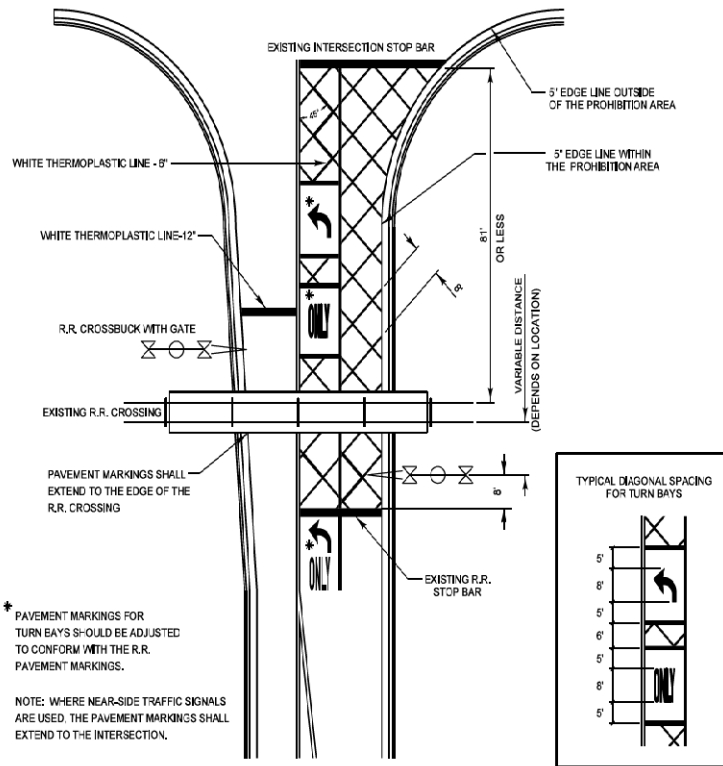 EXISTING INTERSECTION STOP BAR
5' EDGE LINE OUTSIDE
OF THE PROHIBITION AREA
45°
WHITE THERMOPLASTIC LINE - 6"
5' EDGE LINE WITHIN
THE PROHIBITION AREA
*
81'
OR LESS
WHITE THERMOPLASTIC LINE-12"
8'
*
ONLY
R.R. CROSSBUCK WITH GATE
VARIABLE DISTANCE
(DEPENDS ON LOCATION)
EXISTING R.R. CROSSING
PAVEMENT MARKINGS SHALL
EXTEND TO THE EDGE OF THE
R.R. CROSSING
8'
*
ONLY
EXISTING R.R.
STOP BAR
* PAVEMENT MARKINGS FOR
TURN BAYS SHOULD BE ADJUSTED
TO CONFORM WITH THE R.R.
PAVEMENT MARKINGS.
NOTE: WHERE NEAR-SIDE TRAFFIC SIGNALS
ARE USED, THE PAVEMENT MARKINGS SHALL
EXTEND TO THE INTERSECTION.
TYPICAL DIAGONAL SPACING
FOR TURN BAYS
5'
8'
5'
6'
5'
8'
ONLY
5'